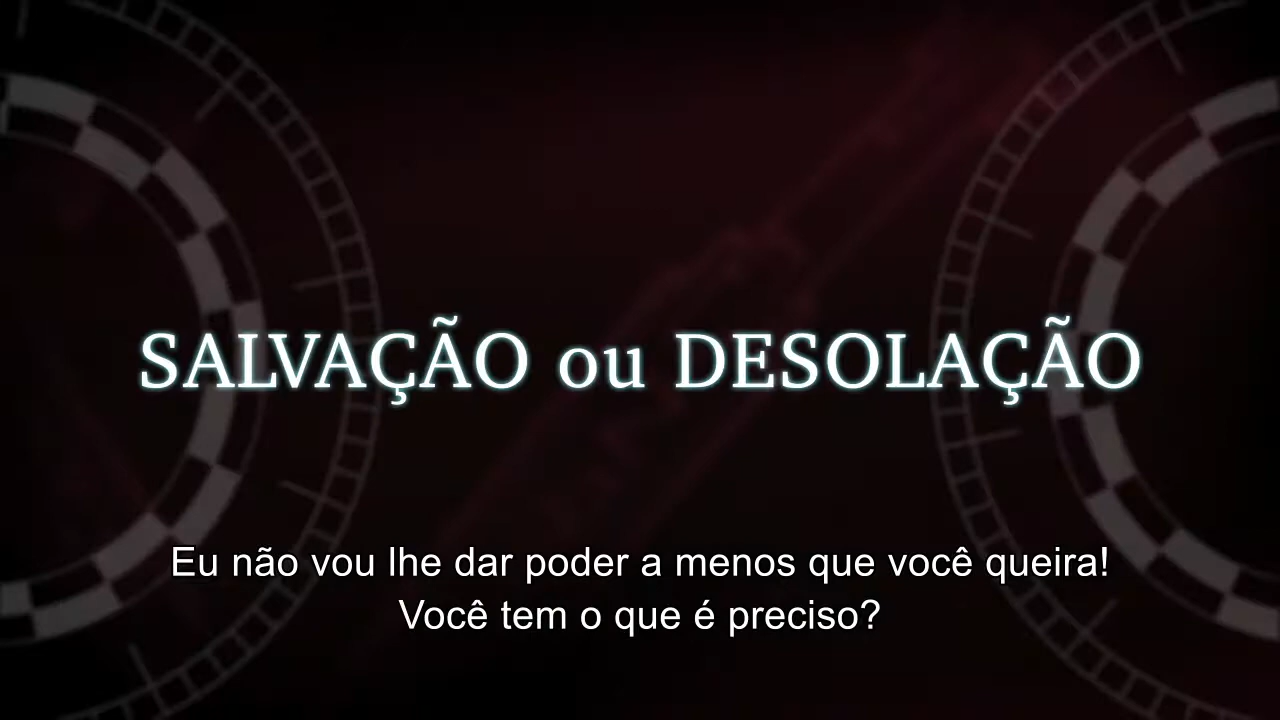 SALVAÇÃO ou DESOLAÇÃO
Eu não vou lhe dar poder a menos que você queira!
Você tem o que é preciso?